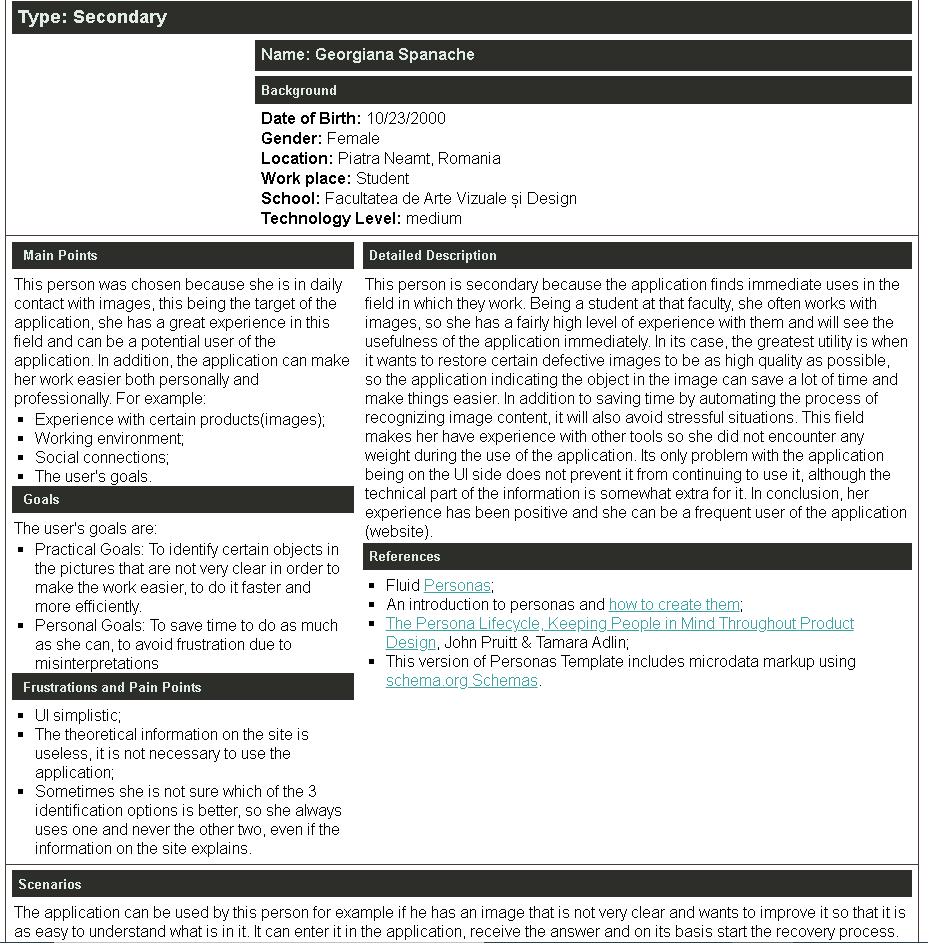 Type: Secondary
Name: Georgiana Spanache
Background
Date of Birth: 10/23/2000
Gender: Female
Location: Piatra Neamt, Romania
Work place: Student
School: Facultatea de Arte Vizuale și Design
Technology Level: medium
Main Points
This person was chosen because she is in daily
contact with images, this being the target of the
application, she has a great experience in this
field and can be a potential user of the
application. In addition, the application can make
her work easier both personally and
professionally. For example:
▪ Experience with certain products(images);
▪ Working environment;
▪ Social connections;
▪ The user's goals.
Goals
The user's goals are:
▪ Practical Goals: To identify certain objects in
the pictures that are not very clear in order to
make the work easier, to do it faster and
more efficiently.
▪ Personal Goals: To save time to do as much
as she can, to avoid frustration due to
misinterpretations
Frustrations and Pain Points
▪ UI simplistic;
▪ The theoretical information on the site is
useless, it is not necessary to use the
application;
▪ Sometimes she is not sure which of the 3
identification options is better, so she always
uses one and never the other two, even if the
information on the site explains.
Detailed Description
This person is secondary because the application finds immediate uses in the
field in which they work. Being a student at that faculty, she often works with
images, so she has a fairly high level of experience with them and will see the
usefulness of the application immediately. In its case, the greatest utility is when
it wants to restore certain defective images to be as high quality as possible,
so the application indicating the object in the image can save a lot of time and
make things easier. In addition to saving time by automating the process of
recognizing image content, it will also avoid stressful situations. This field
makes her have experience with other tools so she did not encounter any
weight during the use of the application. Its only problem with the application
being on the UI side does not prevent it from continuing to use it, although the
technical part of the information is somewhat extra for it. In conclusion, her
experience has been positive and she can be a frequent user of the application
(website).
References
▪ Fluid Personas;
▪ An introduction to personas and how to create them;
▪ The Persona Lifecycle, Keeping People in Mind Throughout Product
Design, John Pruitt & Tamara Adlin;
▪ This version of Personas Template includes microdata markup using
schema.org Schemas.
Scenarios
The application can be used by this person for example if he has an image that is not very clear and wants to improve it so that it is
as easy to understand what is in it. It can enter it in the application, receive the answer and on its basis start the recovery process.